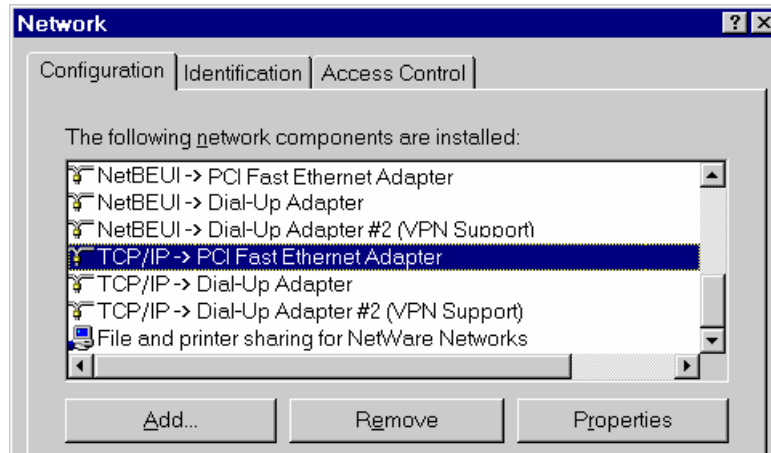 Network
Configuration Identification Access Control
The following network components are installed:
NetBEUI -> PCI Fast Ethernet Adapter
NetBEUI -> Dial-Up Adapter
NetBEUI -> Dial-Up Adapter #2 (VPN Support)
TCP/IP -> PCI Fast Ethernet Adapter
TCP/IP -> Dial-Up Adapter
TCP/IP -> Dial-Up Adapter #2 (VPN Support)
File and printer sharing for NetWare Networks
Add... Remove Properties